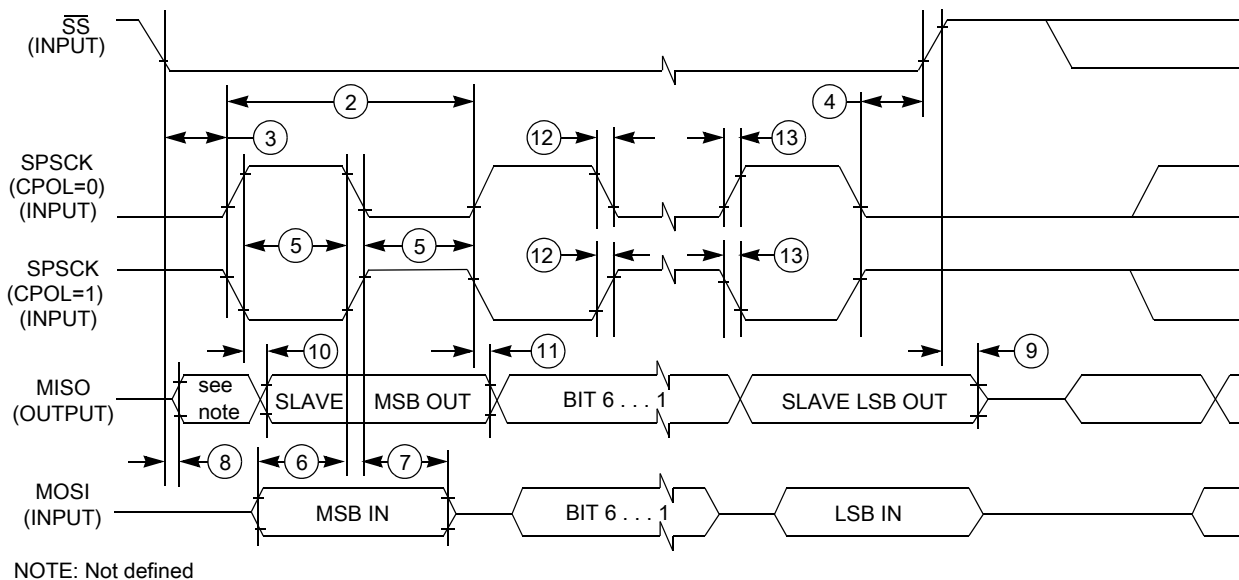 SS
(INPUT)
2
4
3
12
13
SPSCK
(CPOL=0)
(INPUT)
5
5
12
13
SPSCK
(CPOL=1)
(INPUT)
10
11
9
MISO
(OUTPUT)
see
note
SLAVE
MSB OUT
BIT 6 . . . 1
SLAVE LSB OUT
8
6
7
MOSI
(INPUT)
MSB IN
BIT 6 . . . 1
LSB IN
NOTE: Not defined